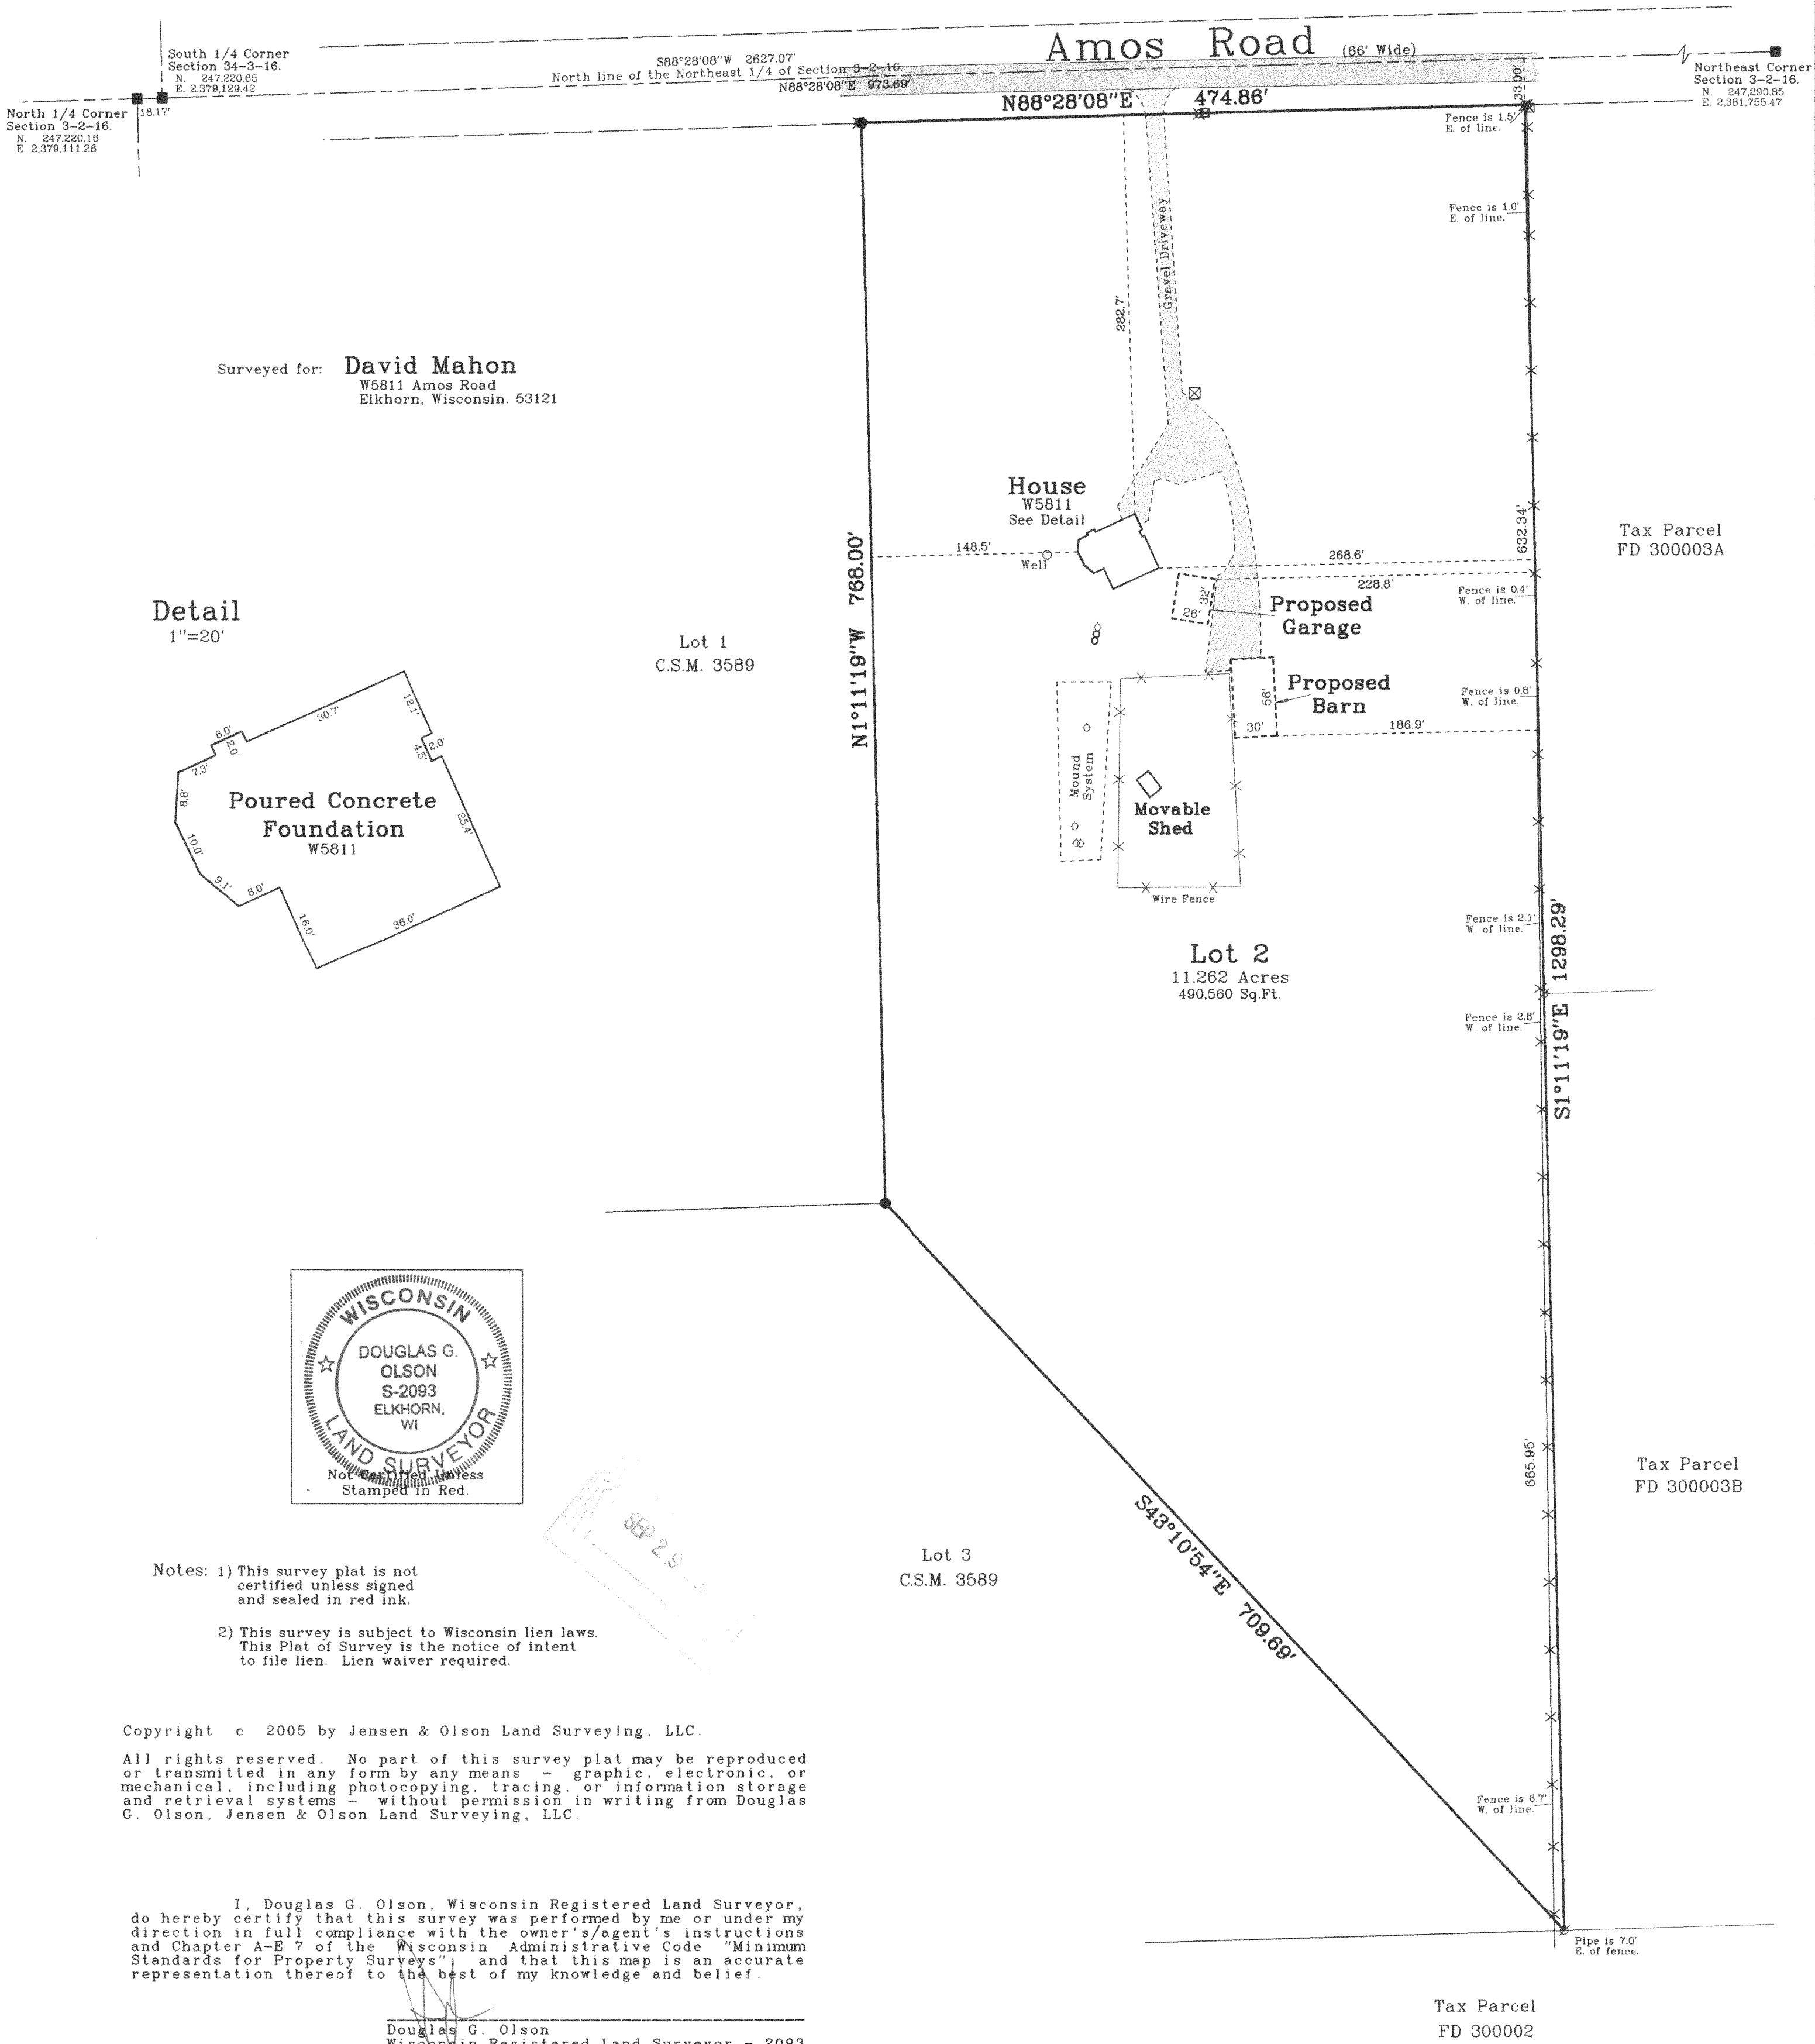 Amos Road (66' Wide)
South 1/4 Corner
Section 34-3-16.
N. 247,220.65
E. 2,379,129.42
S88°28'08"W 2627.07'
North line of the Northeast 1/4 of Section 3-2-16.
N88°28'08"E 973.69'
N88°28'08"E 474.86'
33.00'
Northeast Corner
Section 3-2-16.
N. 247,290.85
E. 2,381,755.47
North 1/4 Corner
Section 3-2-16.
N. 247,220.16
E. 2,379,111.26
18.17'
Fence is 1.5'
E. of line.
Fence is 1.0'
E. of line.
Gravel Driveway
282.7'
Surveyed for: David Mahon
W5811 Amos Road
Elkhorn, Wisconsin. 53121
House
W5811
See Detail
148.5'
Well
268.6'
228.8'
632.34'
Tax Parcel
FD 300003A
N1°11'19"W 768.00'
Fence is 0.4'
W. of line.
32'
26'
Proposed
Garage
Detail
1"=20'
Lot 1
C.S.M. 3589
Fence is 0.8'
W. of line.
56'
30'
Proposed
Barn
186.9'
30.7'
12.1'
6.0'
2.0'
2.0'
4.5'
7.3'
8.8'
10.0'
9.1'
8.0'
16.0'
36.0'
25.4'
Poured Concrete
Foundation
W5811
Mound
System
Movable
Shed
Wire Fence
Fence is 2.1'
W. of line.
Lot 2
11.262 Acres
490,560 Sq.Ft.
Fence is 2.8'
W. of line.
S1°11'19"E 1298.29'
WISCONSIN
DOUGLAS G.
OLSON
S-2093
ELKHORN,
WI
LAND SURVEYOR
Not Certified Unless
Stamped in Red.
SEP 29
665.95'
Tax Parcel
FD 300003B
S43°10'54"E 709.69'
Lot 3
C.S.M. 3589
Notes: 1) This survey plat is not
certified unless signed
and sealed in red ink.
2) This survey is subject to Wisconsin lien laws.
This Plat of Survey is the notice of intent
to file lien. Lien waiver required.
Copyright c 2005 by Jensen & Olson Land Surveying, LLC.
All rights reserved. No part of this survey plat may be reproduced
or transmitted in any form by any means - graphic, electronic, or
mechanical, including photocopying, tracing, or information storage
and retrieval systems - without permission in writing from Douglas
G. Olson, Jensen & Olson Land Surveying, LLC.
Fence is 6.7'
W. of line.
I, Douglas G. Olson, Wisconsin Registered Land Surveyor,
do hereby certify that this survey was performed by me or under my
direction in full compliance with the owner's/agent's instructions
and Chapter A-E 7 of the Wisconsin Administrative Code "Minimum
Standards for Property Surveys", and that this map is an accurate
representation thereof to the best of my knowledge and belief.
Pipe is 7.0'
E. of fence.
Douglas G. Olson
Wisconsin Registered Land Surveyor - 2093
Tax Parcel
FD 300002